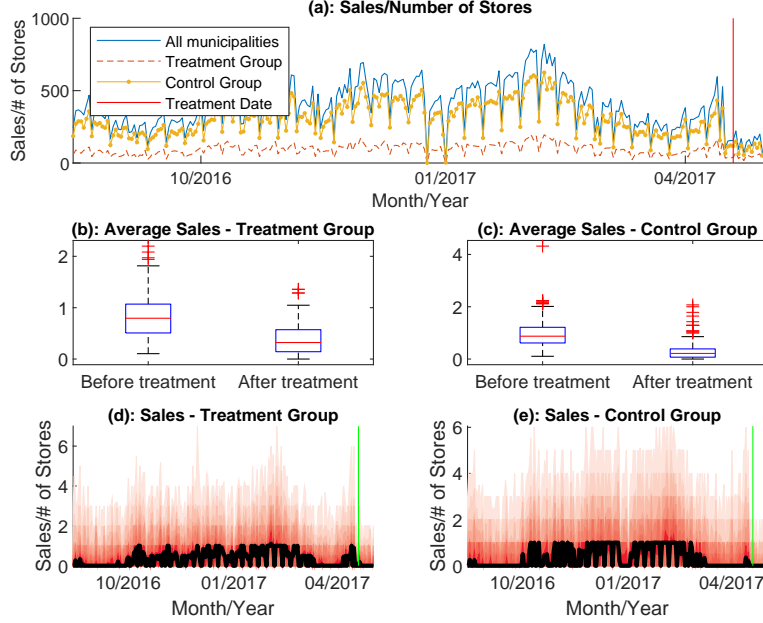 (a): Sales/Number of Stores
Sales/# of Stores
1000
500
0
All municipalities
Treatment Group
Control Group
Treatment Date
10/2016
01/2017
04/2017
Month/Year
(b): Average Sales - Treatment Group
2
1
0
Before treatment
After treatment
(c): Average Sales - Control Group
4
2
0
Before treatment
After treatment
(d): Sales - Treatment Group
Sales/# of Stores
6
4
2
0
10/2016
01/2017
04/2017
Month/Year
(e): Sales - Control Group
Sales/# of Stores
6
4
2
0
10/2016
01/2017
04/2017
Month/Year